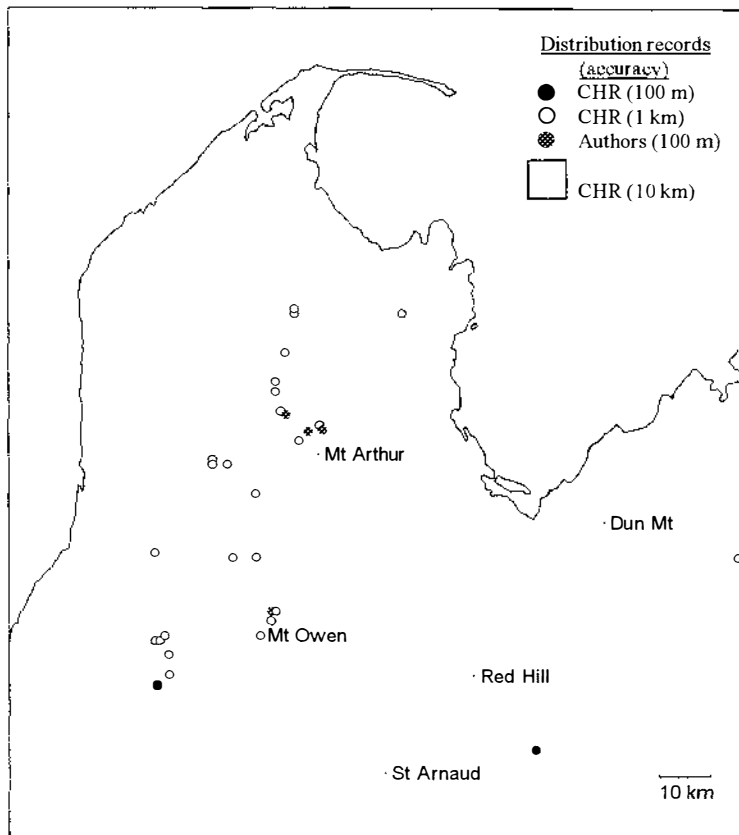 Distribution records
(accuracy)
CHR (100 m)
CHR (1 km)
Authors (100 m)
CHR (10 km)
Mt Arthur
Dun Mt
Mt Owen
Red Hill
St Arnaud
10 km